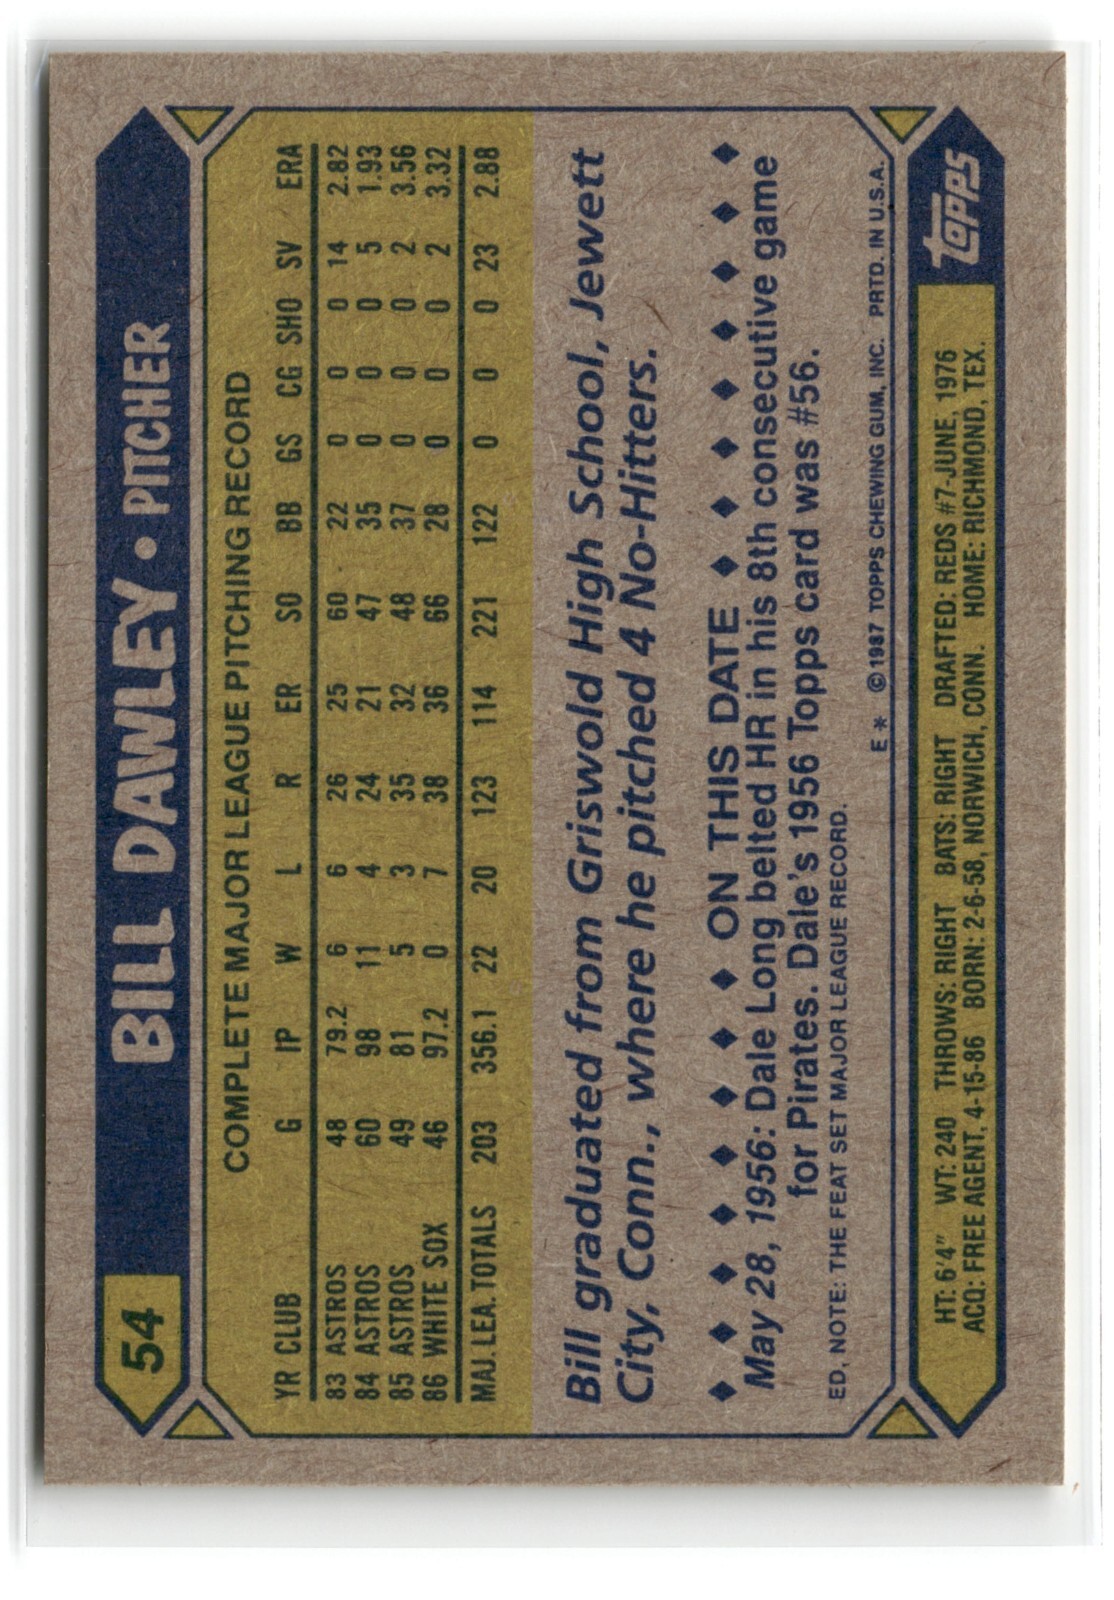 54
BILL DAWLEY • PITCHER
COMPLETE MAJOR LEAGUE PITCHING RECORD
YR CLUB G IP W L R ER SO BB GS CG SHO SV ERA
83 ASTROS 48 79.2 6 6 26 25 60 22 0 0 0 14 2.82
84 ASTROS 60 98 11 4 24 21 47 35 0 0 0 5 1.93
85 ASTROS 49 81 5 3 35 32 48 37 0 0 0 2 3.56
86 WHITE SOX 46 97.2 0 7 38 36 66 28 0 0 0 2 3.32
MAJ. LEA. TOTALS 203 356.1 22 20 123 114 221 122 0 0 0 23 2.88
Bill graduated from Griswold High School, Jewett
City, Conn., where he pitched 4 No-Hitters.
◆ ◆ ◆ ◆ ◆ ◆ ◆ ◆ ON THIS DATE ◆ ◆ ◆ ◆ ◆ ◆ ◆ ◆
May 28, 1956: Dale Long belted HR in his 8th consecutive game
for Pirates. Dale's 1956 Topps card was #56.
ED. NOTE: THE FEAT SET MAJOR LEAGUE RECORD.
E* ©1987 TOPPS CHEWING GUM, INC. PRTD. IN U.S.A.
HT: 6'4" WT: 240 THROWS: RIGHT BATS: RIGHT DRAFTED: REDS #7-JUNE, 1976
ACQ: FREE AGENT, 4-15-86 BORN: 2-6-58, NORWICH, CONN. HOME: RICHMOND, TEX.
topps